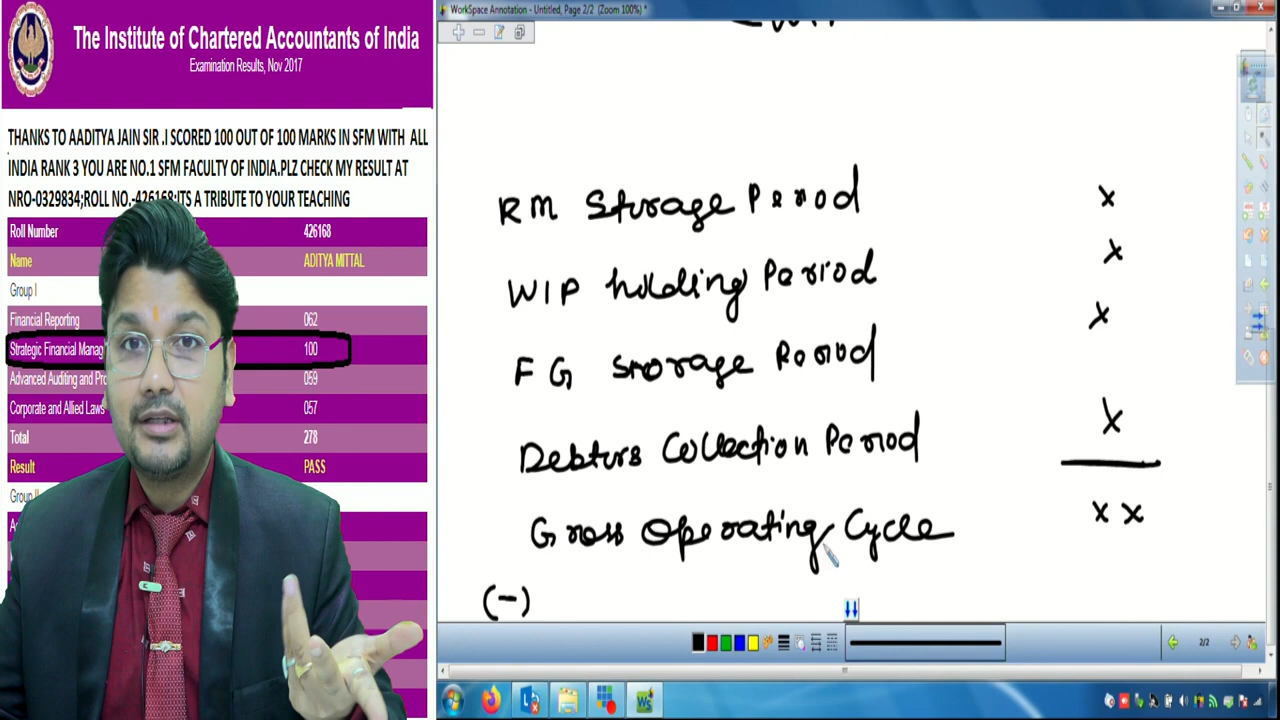 The Institute of Chartered Accountants of India
Examination Results, Nov 2017
THANKS TO AADITYA JAIN SIR .I SCORED 100 OUT OF 100 MARKS IN SFM WITH ALL
INDIA RANK 3 YOU ARE NO.1 SFM FACULTY OF INDIA.PLZ CHECK MY RESULT AT
NRO-0329834;ROLL NO.-426168;ITS A TRIBUTE TO YOUR TEACHING
Roll Number 426168
Name ADITYA MITTAL
Group I
Financial Reporting 062
Strategic Financial Manag 100
Advanced Auditing and Pro 059
Corporate and Allied Laws 057
Total 278
Result PASS
Group
WorkSpace Annotation - Untitled, Page 2/2 (Zoom 100%) *
RM Storage Period x
WIP holding Period x
FG storage Period x
Debtors Collection Period x
Gross Operating Cycle x x
(-)
2/2